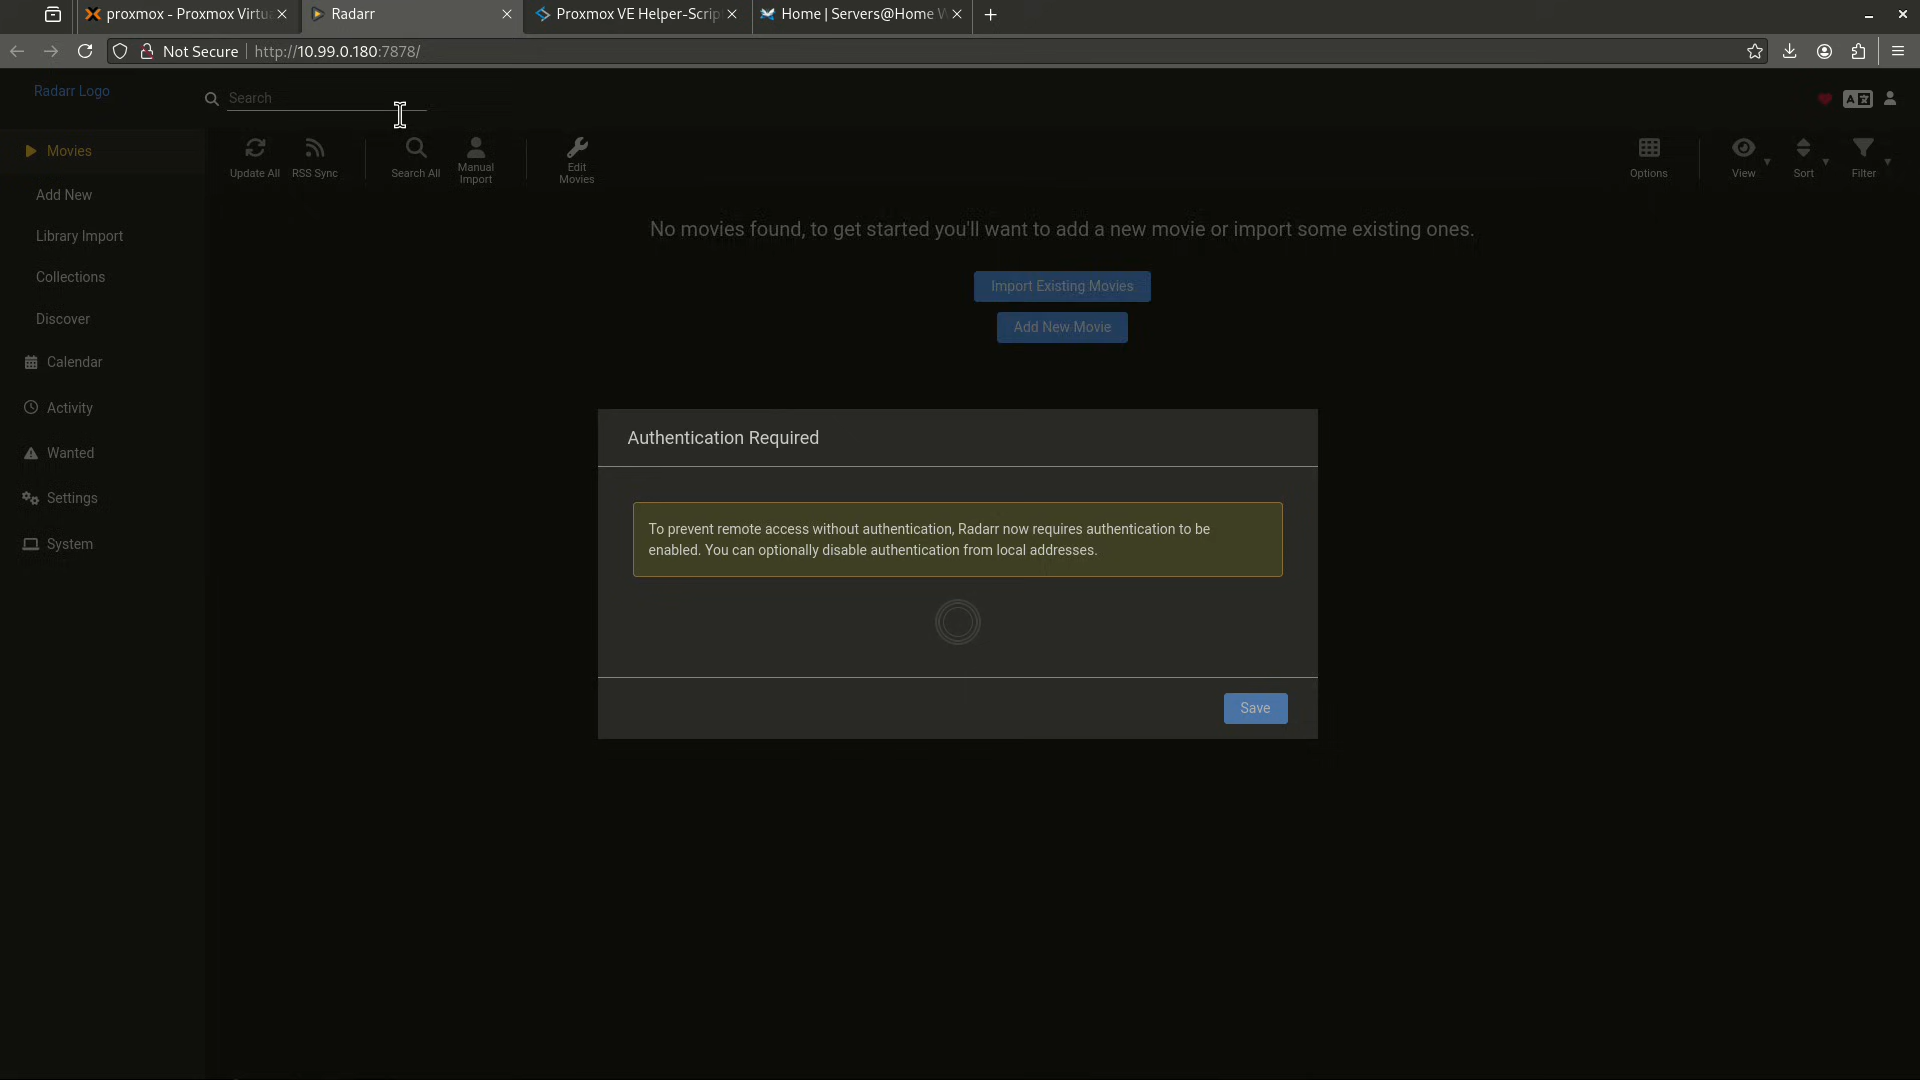 proxmox - Proxmox Virtu
Radarr
Proxmox VE Helper-Scrip
Home | Servers@Home W
Not Secure
http://10.99.0.180:7878/
Radarr Logo
Search
Movies
Add New
Library Import
Collections
Discover
Calendar
Activity
Wanted
Settings
System
Update All
RSS Sync
Search All
Manual
Import
Edit
Movies
Options
View
Sort
Filter
No movies found, to get started you'll want to add a new movie or import some existing ones.
Import Existing Movies
Add New Movie
Authentication Required
To prevent remote access without authentication, Radarr now requires authentication to be
enabled. You can optionally disable authentication from local addresses.
Save